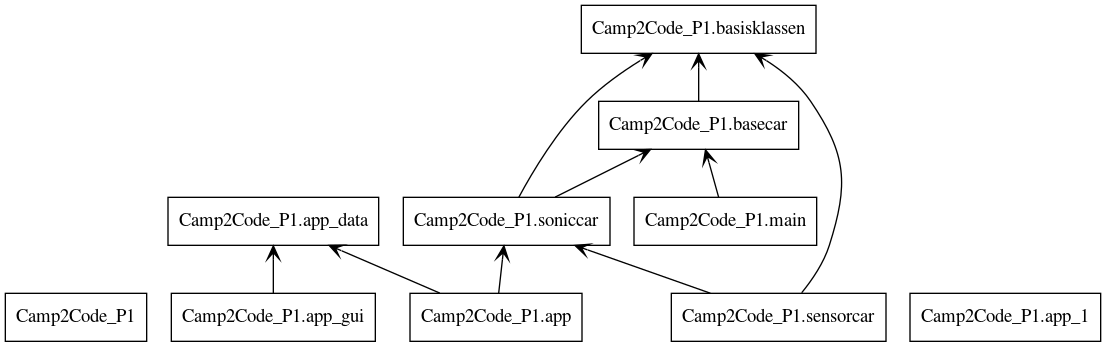 Camp2Code_P1.basisklassen
Camp2Code_P1.basecar
Camp2Code_P1.app_data
Camp2Code_P1.soniccar
Camp2Code_P1.main
Camp2Code_P1
Camp2Code_P1.app_gui
Camp2Code_P1.app
Camp2Code_P1.sensorcar
Camp2Code_P1.app_1